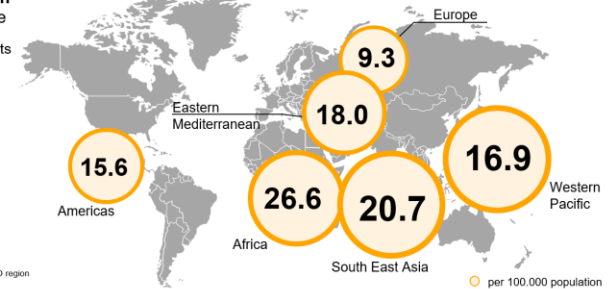 Europe
9.3
Eastern
Mediterranean
18.0
15.6
Americas
16.9
Western
Pacific
26.6
Africa
20.7
South East Asia
region
per 100.000 population